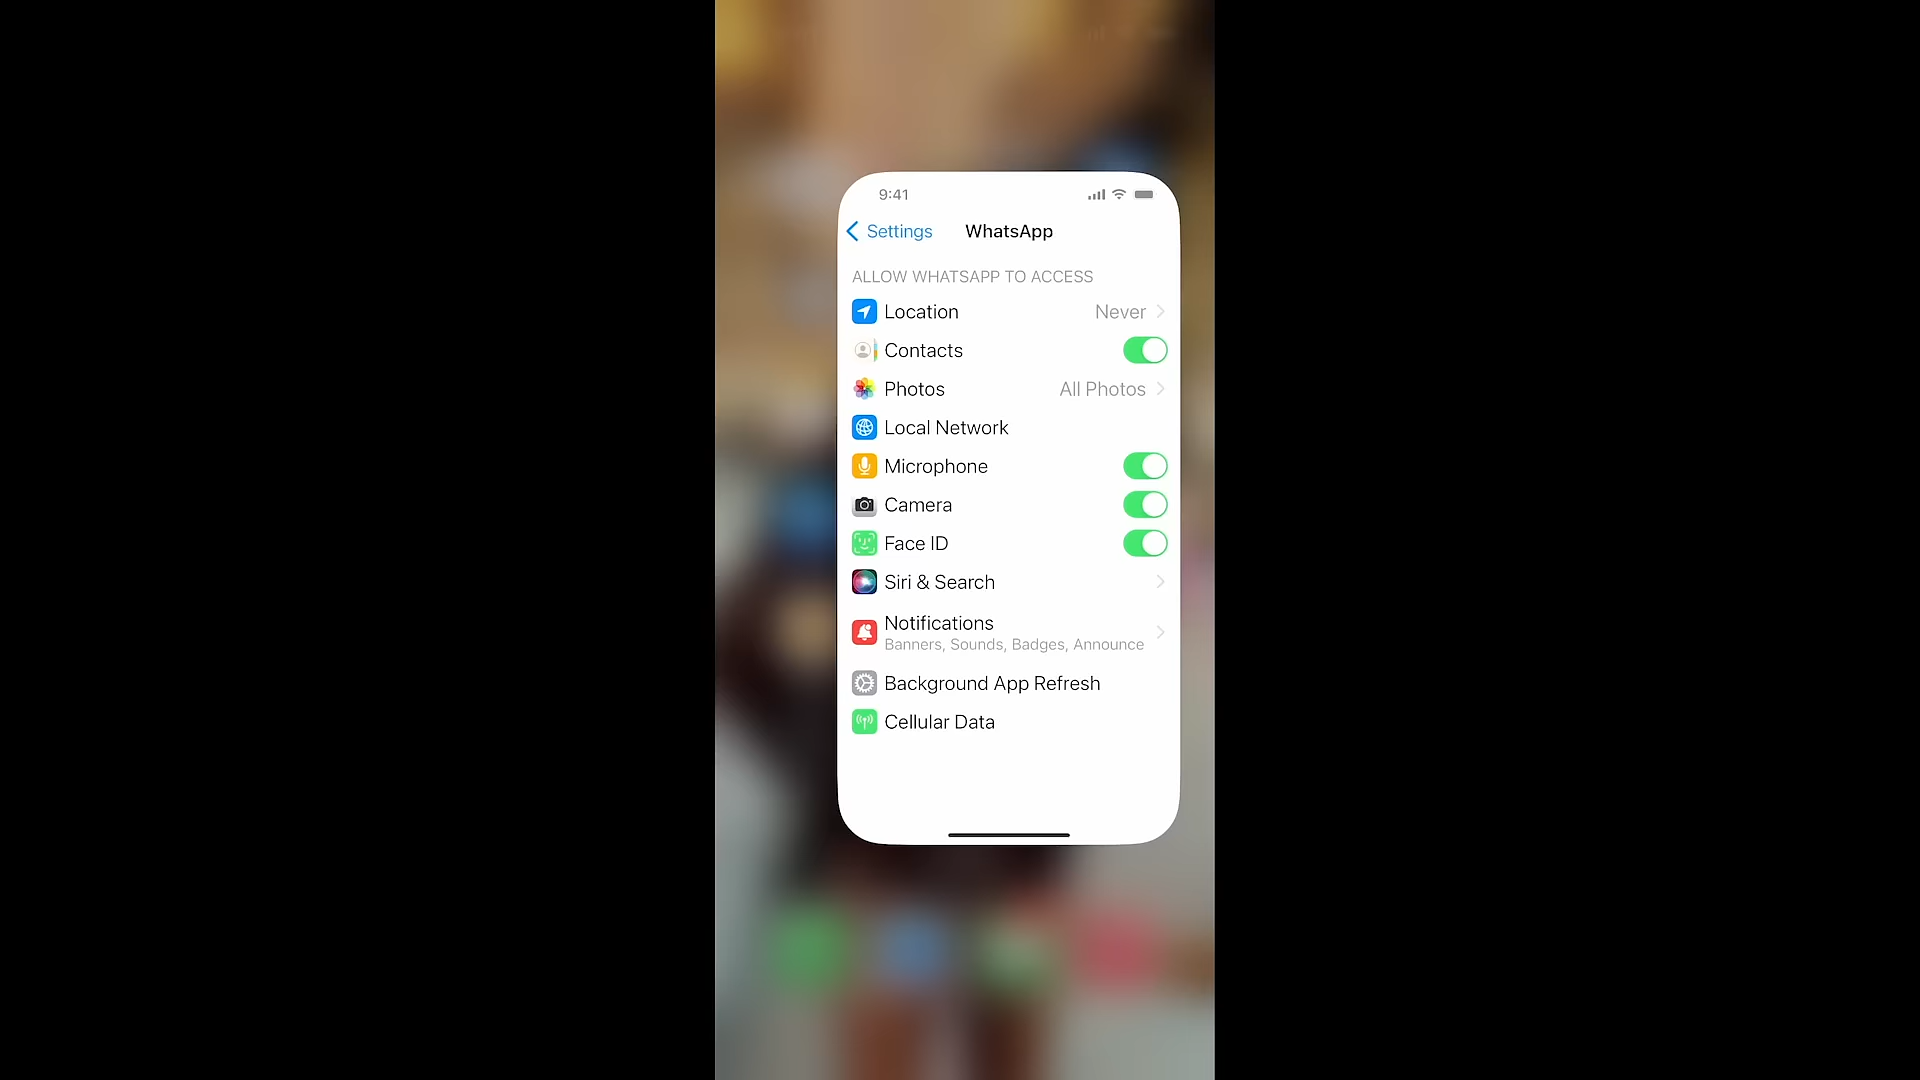 9:41
Settings
WhatsApp
ALLOW WHATSAPP TO ACCESS
Location Never
Contacts
Photos All Photos
Local Network
Microphone
Camera
Face ID
Siri & Search
Notifications
Banners, Sounds, Badges, Announce
Background App Refresh
Cellular Data